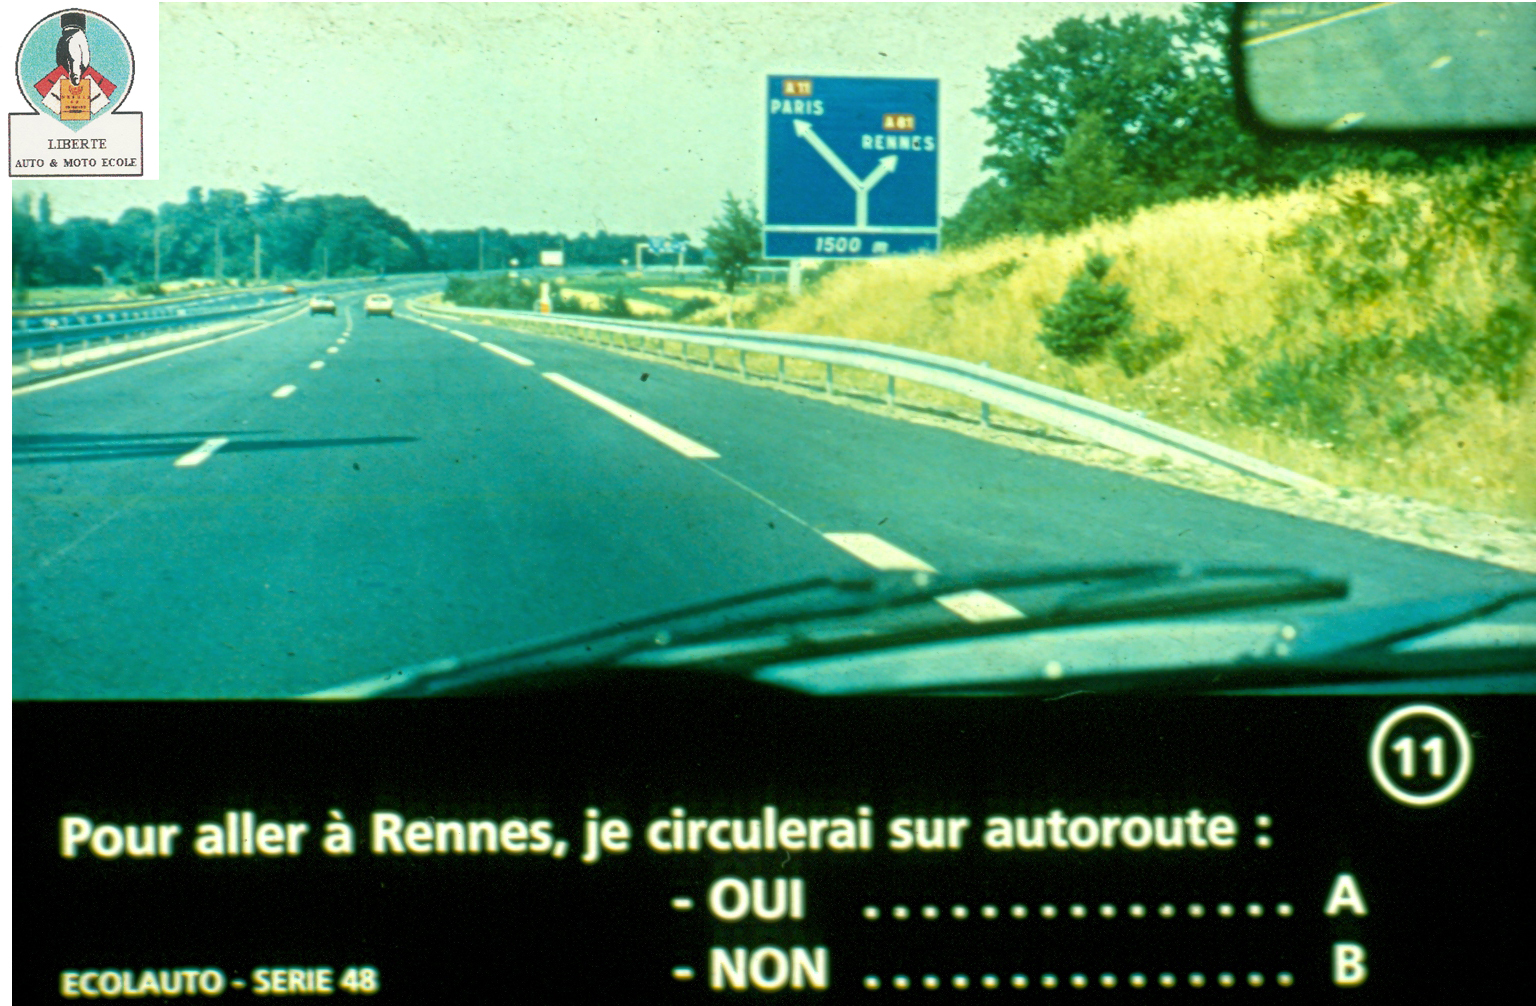 LIBERTE
AUTO & MOTO ECOLE
A 11
PARIS
A 81
RENNES
1500 m
11
Pour aller à Rennes, je circulerai sur autoroute :
- OUI ............... A
- NON ............... B
ECOLAUTO - SERIE 48